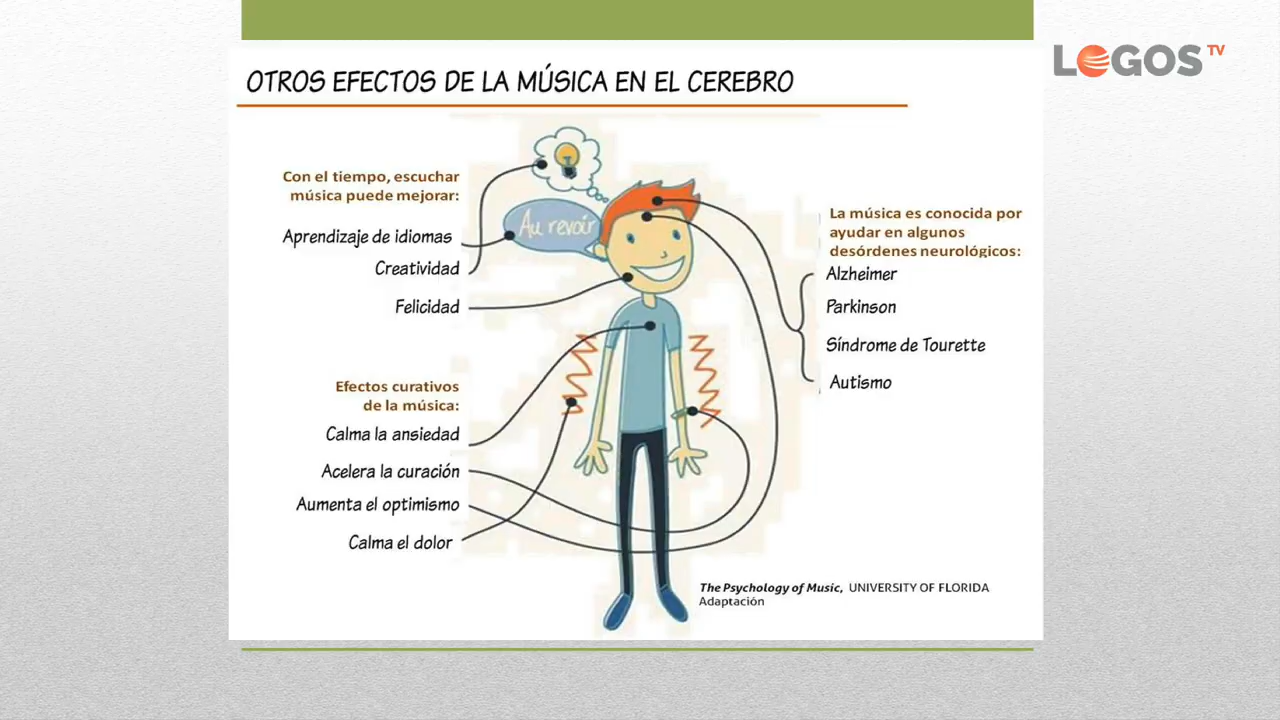 LOGOS TV
OTROS EFECTOS DE LA MÚSICA EN EL CEREBRO
Con el tiempo, escuchar
música puede mejorar:
Aprendizaje de idiomas
Creatividad
Felicidad
Au revoir
Efectos curativos
de la música:
Calma la ansiedad
Acelera la curación
Aumenta el optimismo
Calma el dolor
La música es conocida por
ayudar en algunos
desórdenes neurológicos:
Alzheimer
Parkinson
Síndrome de Tourette
Autismo
The Psychology of Music, UNIVERSITY OF FLORIDA
Adaptación